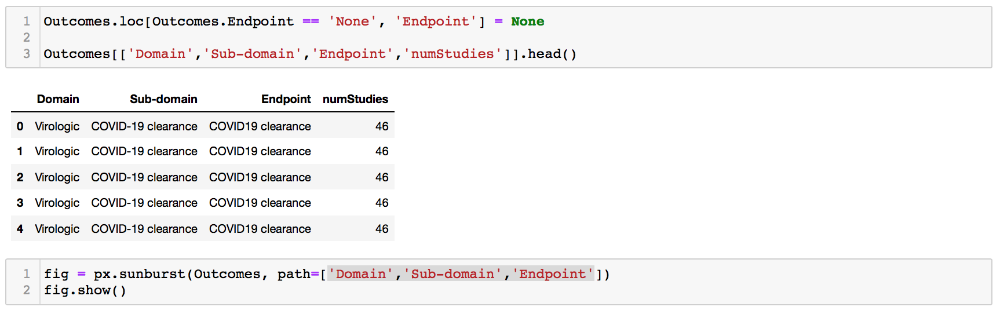 1 Outcomes.loc[Outcomes.Endpoint == 'None', 'Endpoint'] = None
2
3 Outcomes[['Domain','Sub-domain','Endpoint','numStudies']].head()
Domain Sub-domain Endpoint numStudies
0 Virologic COVID-19 clearance COVID19 clearance 46
1 Virologic COVID-19 clearance COVID19 clearance 46
2 Virologic COVID-19 clearance COVID19 clearance 46
3 Virologic COVID-19 clearance COVID19 clearance 46
4 Virologic COVID-19 clearance COVID19 clearance 46
1 fig = px.sunburst(Outcomes, path=['Domain','Sub-domain','Endpoint'])
2 fig.show()